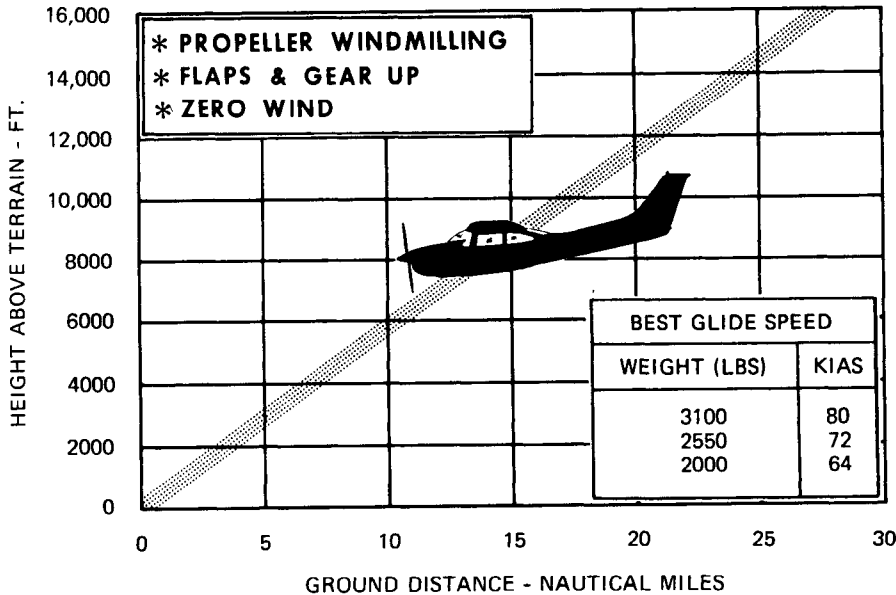 16,000
14,000
12,000
10,000
8000
6000
4000
2000
0
HEIGHT ABOVE TERRAIN - FT.
* PROPELLER WINDMILLING
* FLAPS & GEAR UP
* ZERO WIND
BEST GLIDE SPEED
WEIGHT (LBS) KIAS
3100 80
2550 72
2000 64
0 5 10 15 20 25 30
GROUND DISTANCE - NAUTICAL MILES